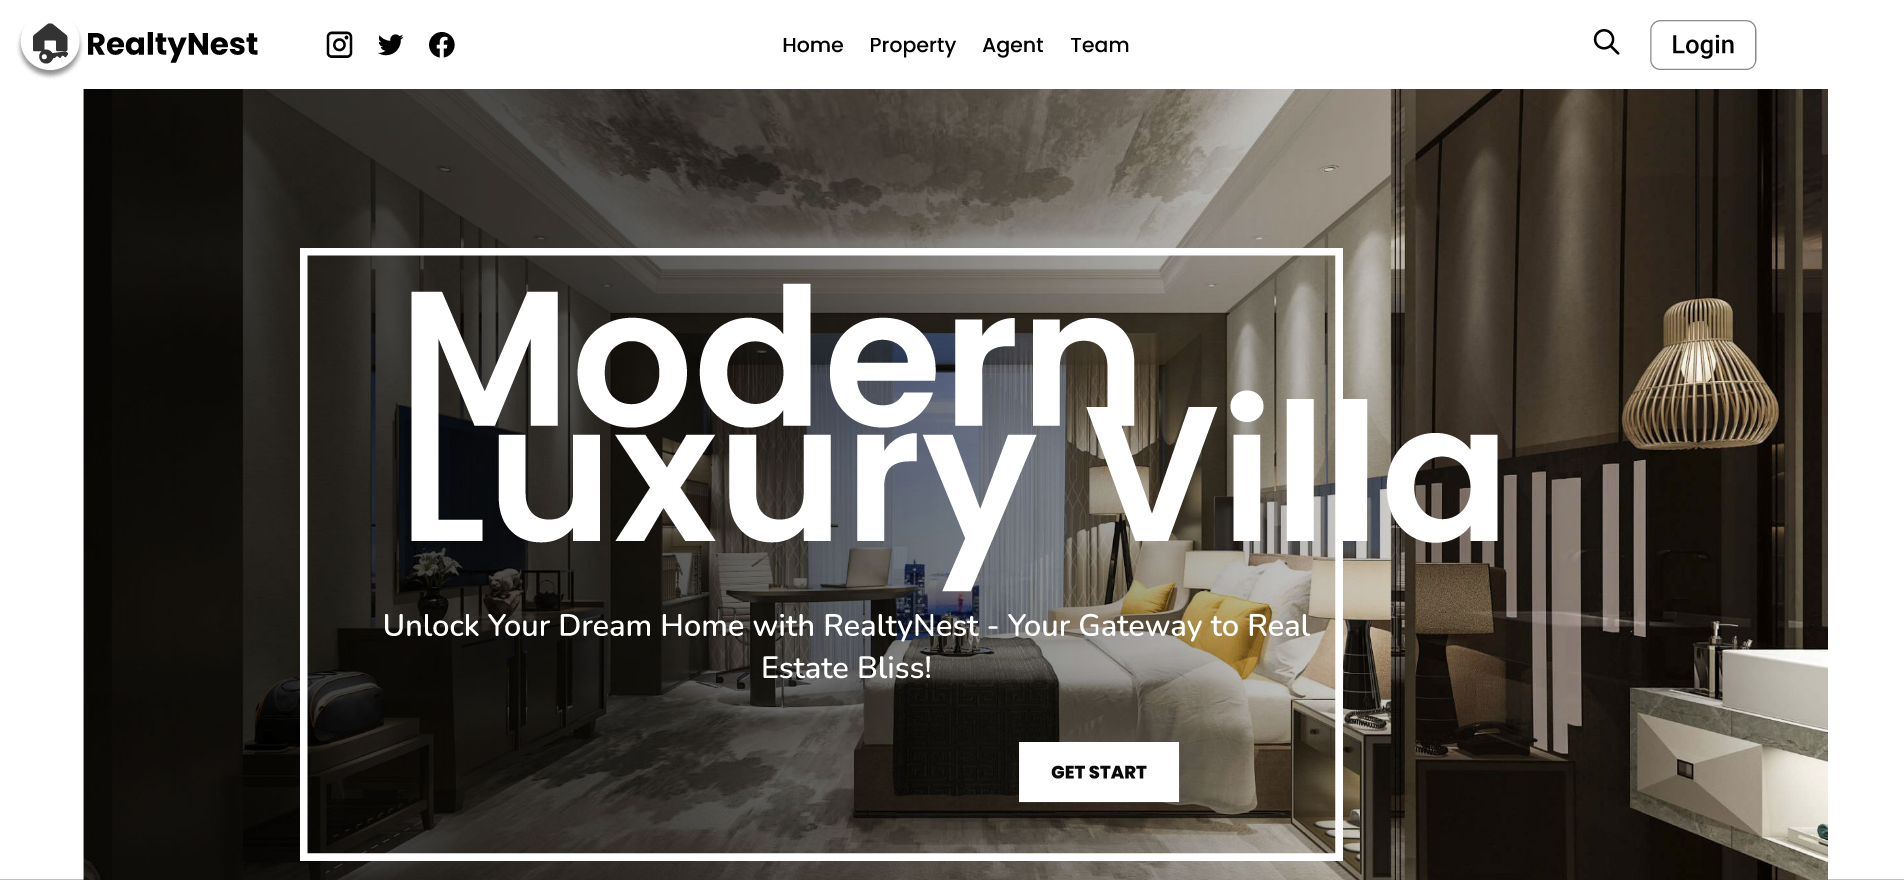 RealtyNest
Home Property Agent Team
Login
Modern
Luxury Villa
Unlock Your Dream Home with RealtyNest - Your Gateway to Real
Estate Bliss!
GET START